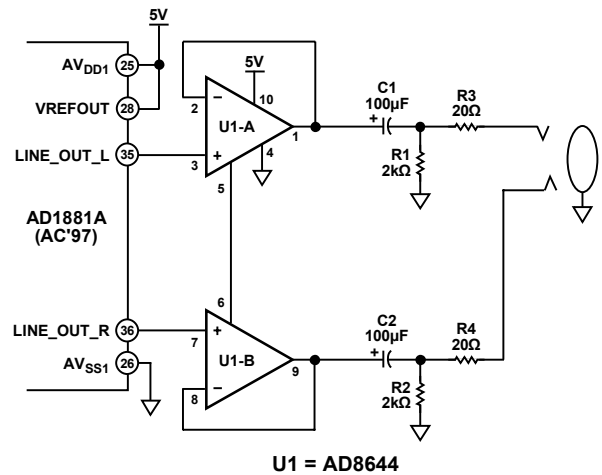 5V
AVDD1 25
VREFOUT 28
LINE_OUT_L 35
AD1881A
(AC'97)
LINE_OUT_R 36
AVSS1 26
5V
10
2
−
U1-A
1
+
3
4
5
6
7
+
U1-B
9
−
8
C1
100µF
+
R3
20Ω
R1
2kΩ
C2
100µF
+
R4
20Ω
R2
2kΩ
U1 = AD8644